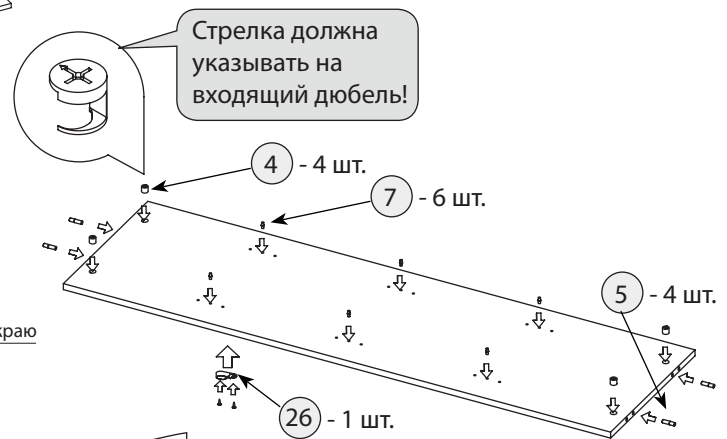 Стрелка должна
указывать на
входящий дюбель!
4 - 4 шт.
7 - 6 шт.
5 - 4 шт.
краю
26 - 1 шт.